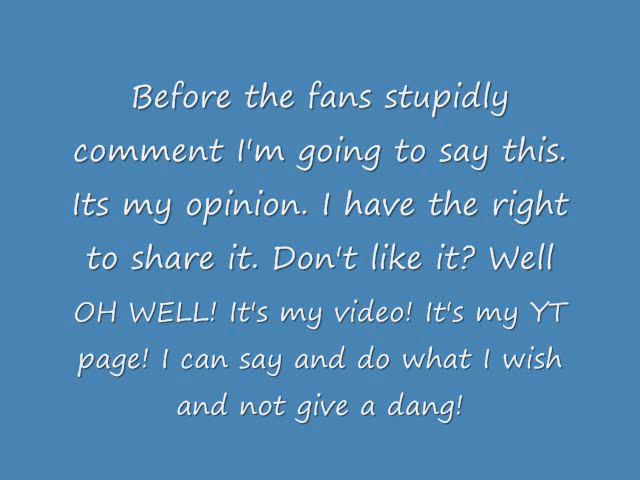 Before the fans stupidly
comment I'm going to say this.
Its my opinion. I have the right
to share it. Don't like it? Well
OH WELL! It's my video! It's my YT
page! I can say and do what I wish
and not give a dang!